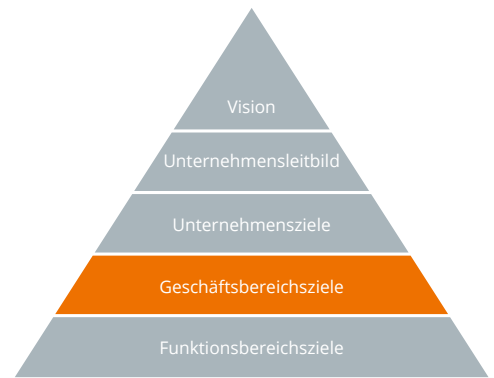 Vision
Unternehmensleitbild
Unternehmensziele
Geschäftsbereichsziele
Funktionsbereichsziele